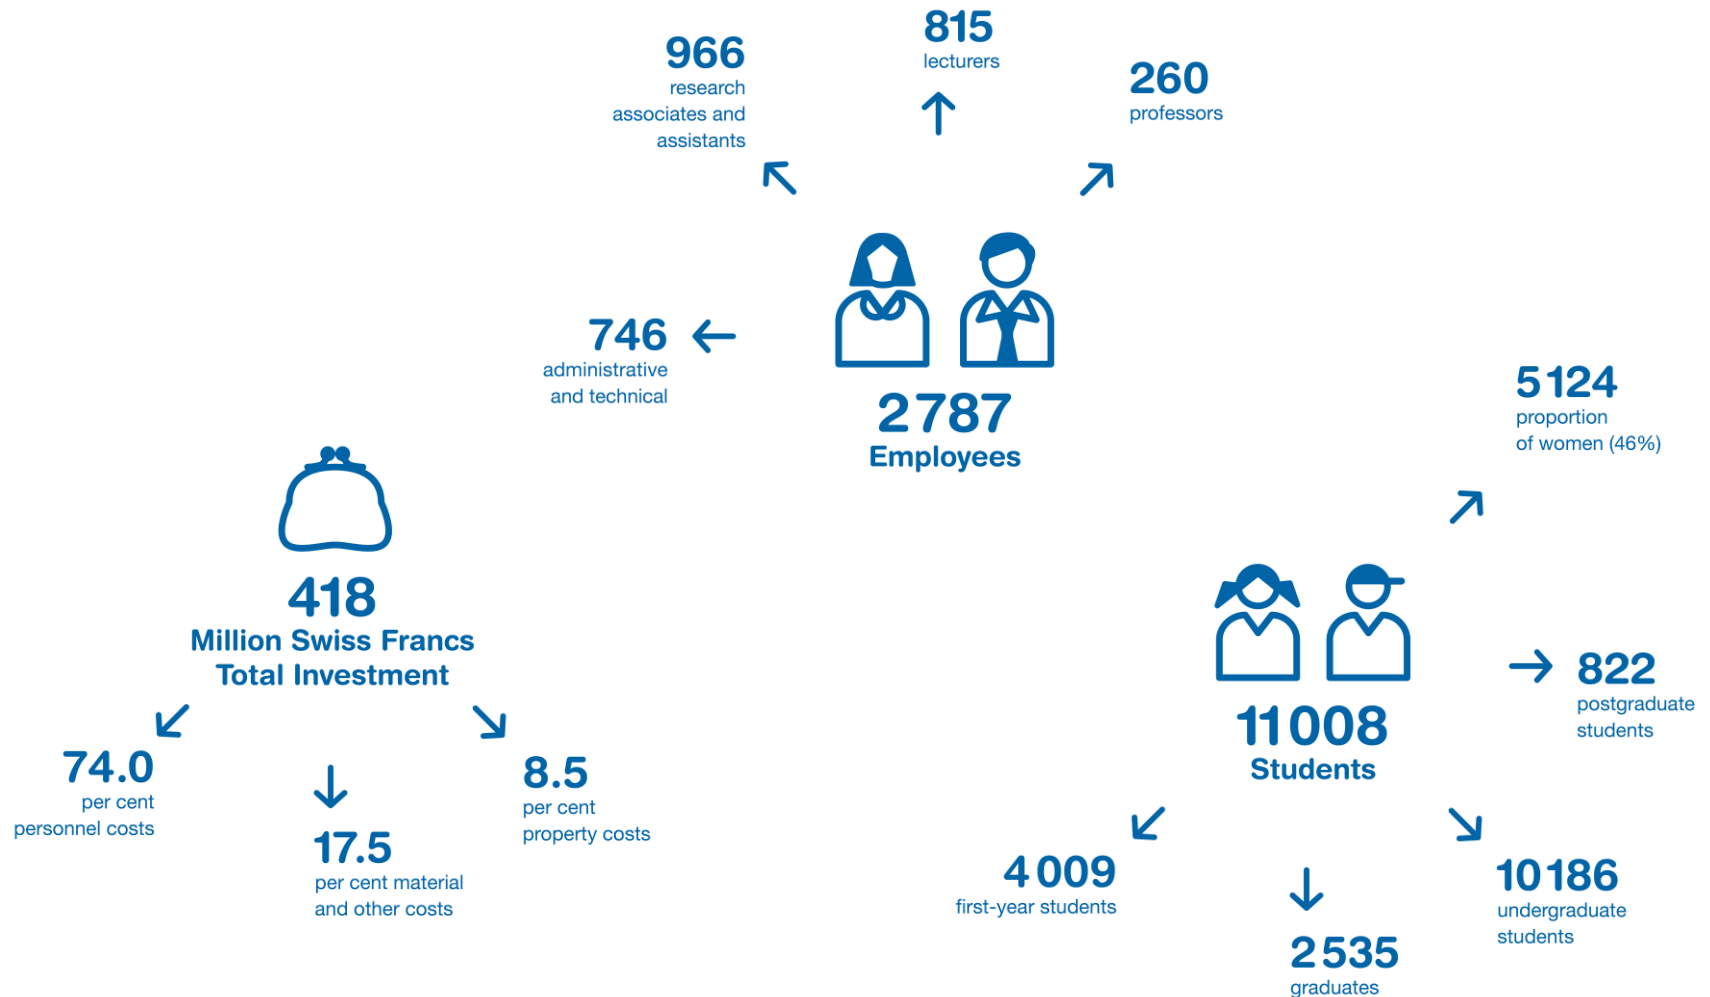 815
lecturers
966
research
associates and
assistants
260
professors
746
administrative
and technical
2787
Employees
5124
proportion
of women (46%)
418
Million Swiss Francs
Total Investment
74.0
per cent
personnel costs
17.5
per cent material
and other costs
8.5
per cent
property costs
822
postgraduate
students
11008
Students
4009
first-year students
2535
graduates
10186
undergraduate
students